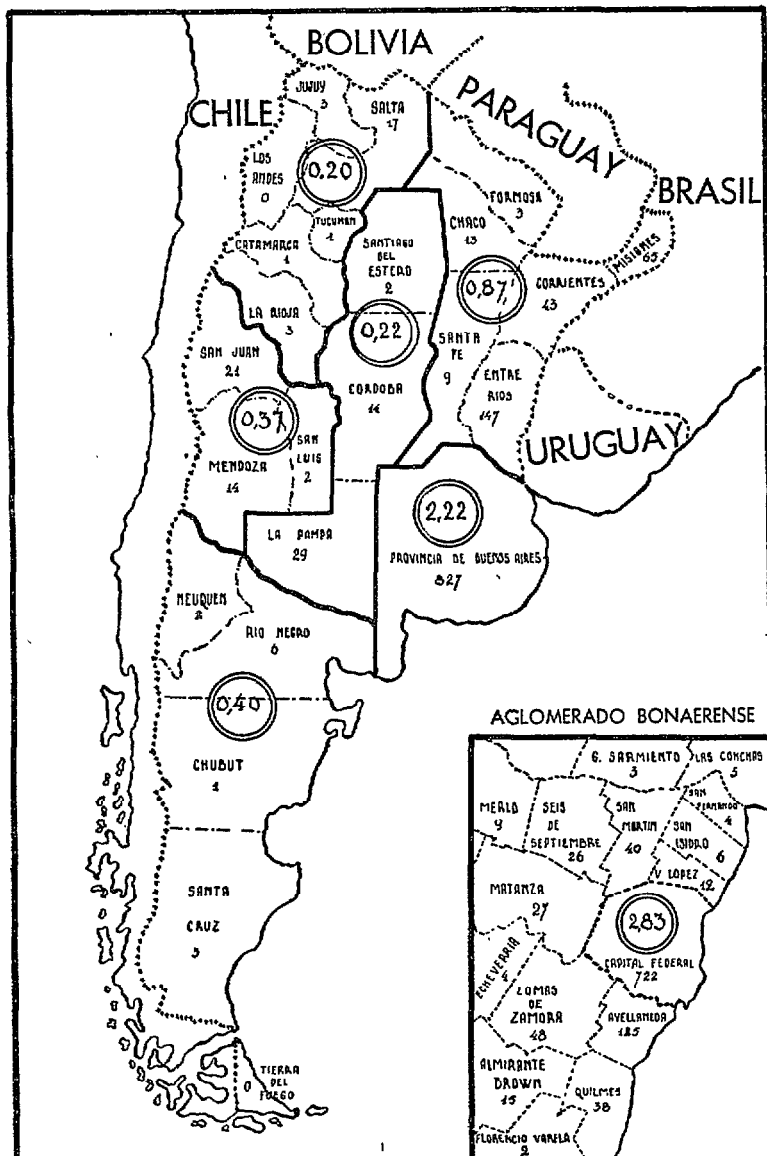 BOLIVIA
CHILE
PARAGUAY
BRASIL
URUGUAY
JUJUY
3
SALTA
17
LOS
ANDES
0
0,20
TUCUMAN
1
CATAMARCA
1
LA RIOJA
3
SANTIAGO
DEL
ESTERO
2
0,22
CORDOBA
14
FORMOSA
3
CHACO
13
MISIONES
65
0,87
CORRIENTES
13
SANTA
FE
9
ENTRE
RIOS
147
SAN JUAN
21
0,37
MENDOZA
14
SAN
LUIS
2
LA PAMPA
29
2,22
PROVINCIA DE BUENOS AIRES
827
NEUQUEN
2
RIO NEGRO
6
0,40
CHUBUT
1
SANTA
CRUZ
3
0
TIERRA
DEL
FUEGO
AGLOMERADO BONAERENSE
G. SARMIENTO
3
LAS CONCHAS
5
MERLO
9
SEIS
DE
SEPTIEMBRE
26
SAN
MARTIN
40
SAN
FERNANDO
4
SAN
ISIDRO
6
V. LOPEZ
12
MATANZA
27
2,83
CAPITAL FEDERAL
722
ECHEVERRIA
LOMAS
DE
ZAMORA
48
AVELLANEDA
125
ALMIRANTE
BROWN
15
QUILMES
38
FLORENCIO VARELA
2